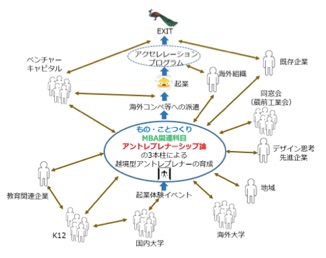 EXIT
アクセレーション
プログラム
ベンチャー
キャピタル
既存企業
海外組織
起業
同窓会
(蔵前工業会)
海外コンペ等への派遣
もの・ことつくり
MBA関連科目
アントレプレナーシップ論
の3本柱による
越境型アントレプレナーの育成
デザイン思考
先進企業
教育関連企業
起業体験イベント
地域
K12
国内大学
海外大学